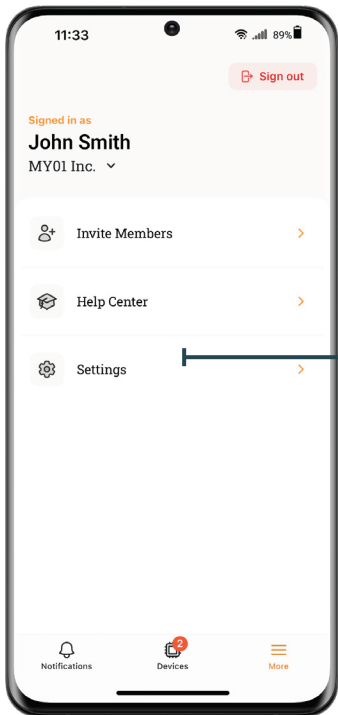 11:33
89%
Sign out
Signed in as
John Smith
MY01 Inc.
Invite Members
Help Center
Settings
2
Notifications
Devices
More